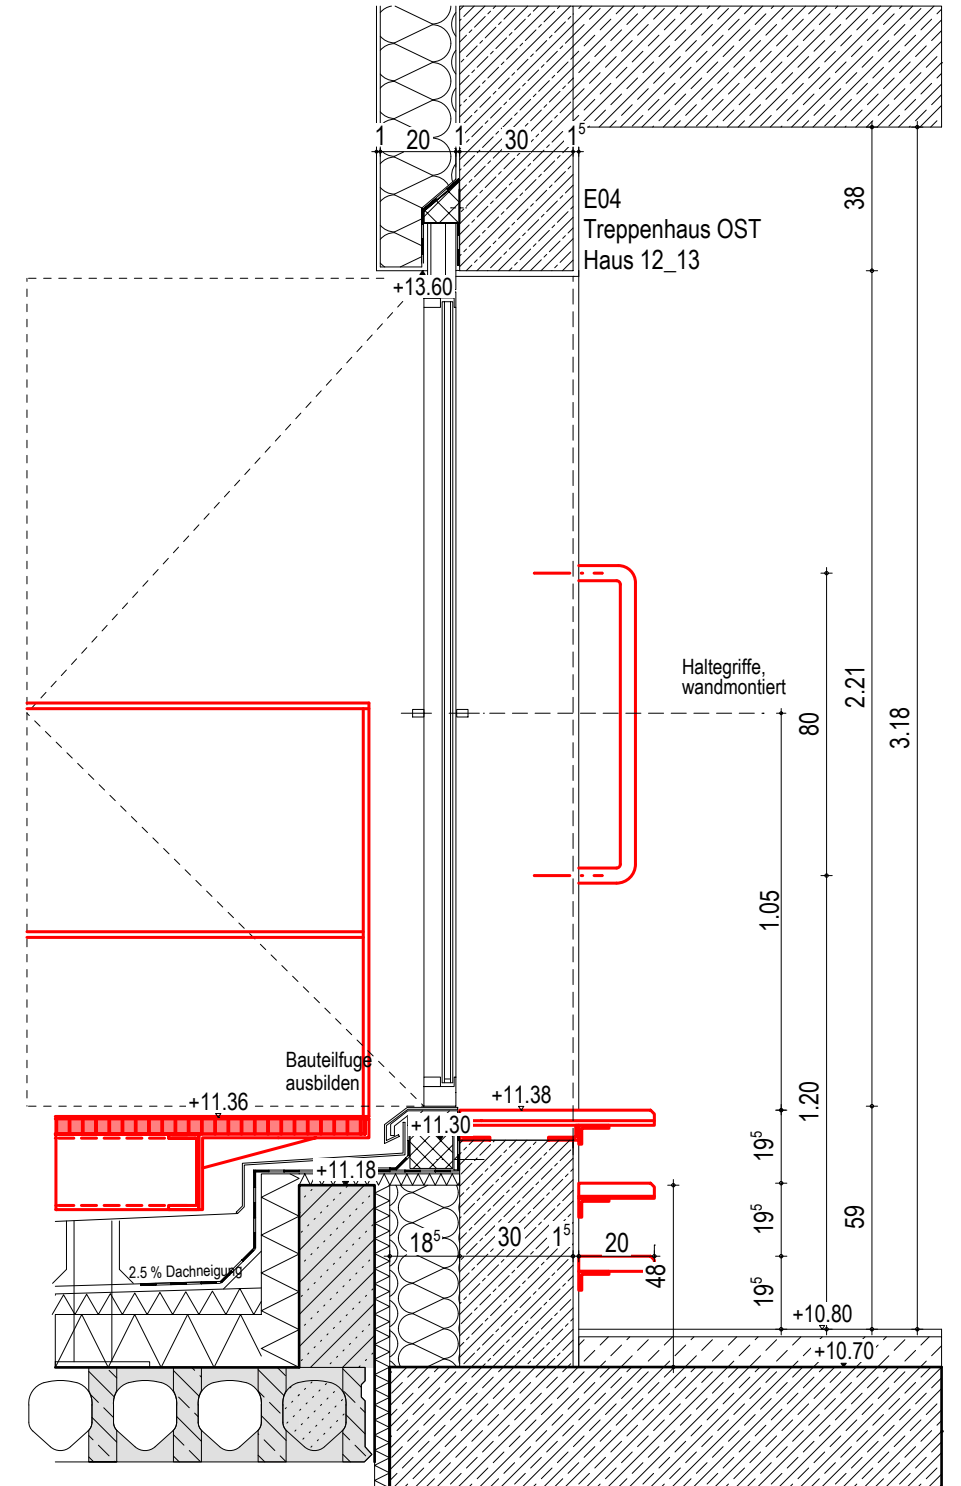 1 20 1 30 1⁵
38
E04
Treppenhaus OST
Haus 12_13
+13.60
Haltegriffe,
wandmontiert
2.21
80
3.18
1.05
Bauteilfuge
ausbilden
+11.36
+11.38
1.20
+11.30
19⁵
+11.18
18⁵ 30 1⁵ 20
19⁵
59
48
2.5 % Dachneigung
19⁵
+10.80
+10.70